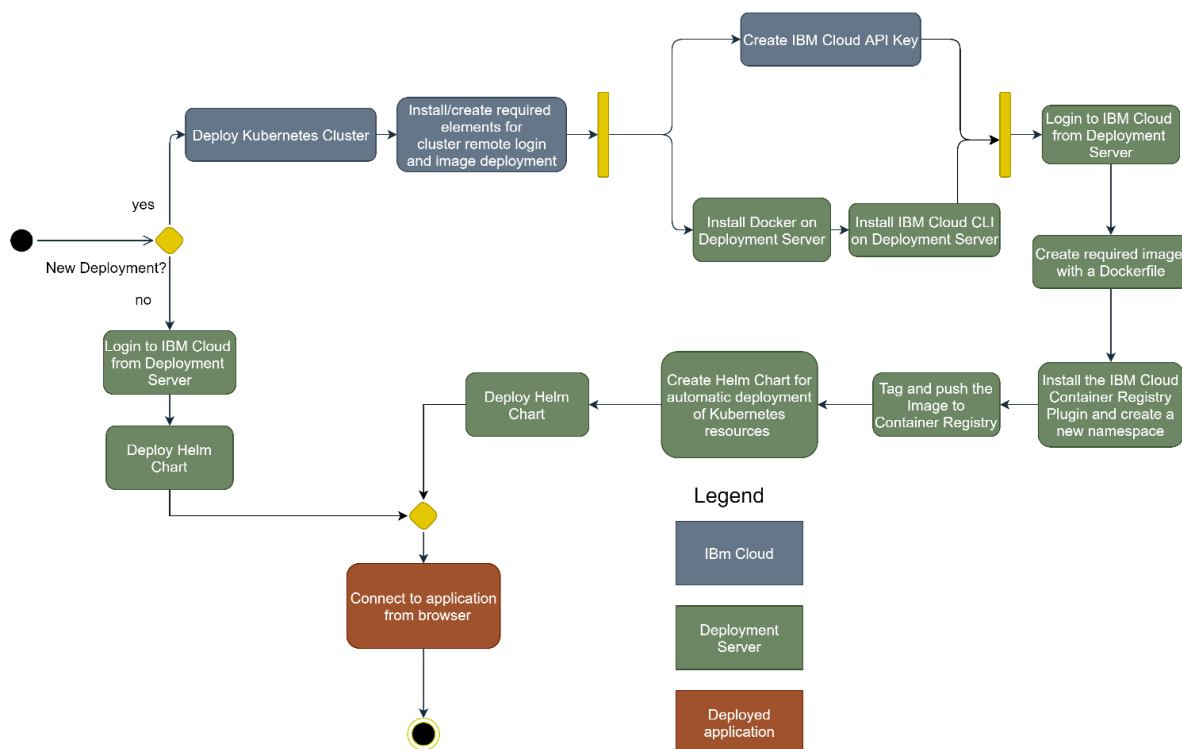 Create IBM Cloud API Key
Deploy Kubernetes Cluster
Install/create required
elements for
cluster remote login
and image deployment
Login to IBM Cloud
from Deployment
Server
yes
Install Docker on
Deployment Server
Install IBM Cloud CLI
on Deployment Server
New Deployment?
Create required image
with a Dockerfile
no
Login to IBM Cloud
from Deployment
Server
Deploy Helm
Chart
Create Helm Chart for
automatic deployment
of Kubernetes
resources
Tag and push the
Image to
Container Registry
Install the IBM Cloud
Container Registry
Plugin and create a
new namespace
Deploy Helm
Chart
Legend
IBm Cloud
Connect to application
from browser
Deployment
Server
Deployed
application